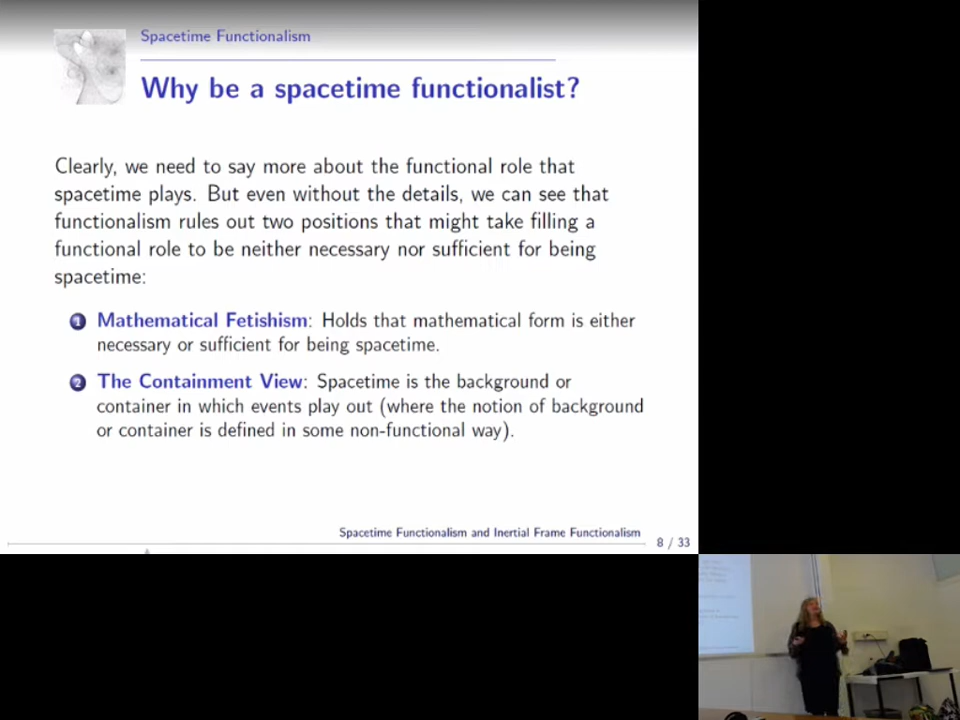 Spacetime Functionalism
Why be a spacetime functionalist?
Clearly, we need to say more about the functional role that
spacetime plays. But even without the details, we can see that
functionalism rules out two positions that might take filling a
functional role to be neither necessary nor sufficient for being
spacetime:
1 Mathematical Fetishism: Holds that mathematical form is either
necessary or sufficient for being spacetime.
2 The Containment View: Spacetime is the background or
container in which events play out (where the notion of background
or container is defined in some non-functional way).
Spacetime Functionalism and Inertial Frame Functionalism
8 / 33